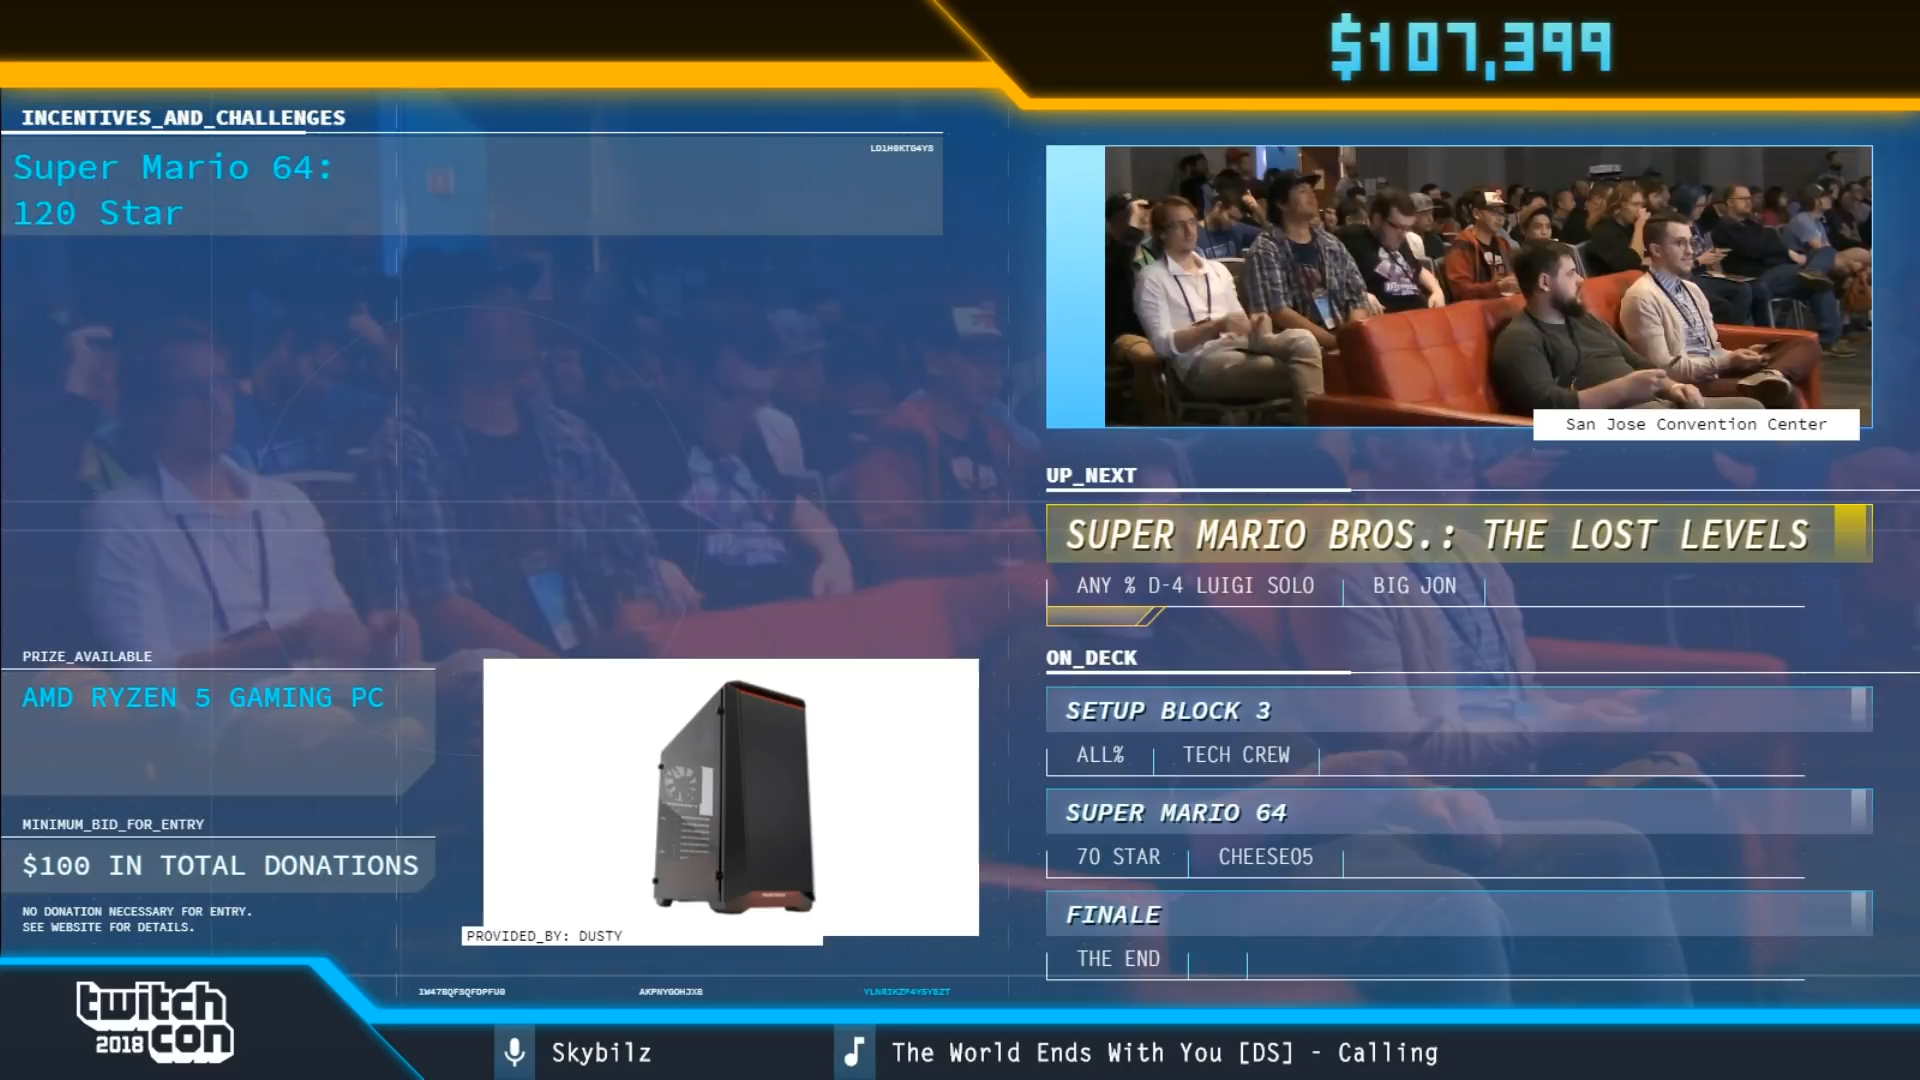 $107,399
INCENTIVES_AND_CHALLENGES
Super Mario 64:
120 Star
San Jose Convention Center
UP_NEXT
SUPER MARIO BROS.: THE LOST LEVELS
ANY % D-4 LUIGI SOLO
BIG JON
ON_DECK
SETUP BLOCK 3
ALL%
TECH CREW
SUPER MARIO 64
70 STAR
CHEESE05
FINALE
THE END
PRIZE_AVAILABLE
AMD RYZEN 5 GAMING PC
MINIMUM_BID_FOR_ENTRY
$100 IN TOTAL DONATIONS
NO DONATION NECESSARY FOR ENTRY.
SEE WEBSITE FOR DETAILS.
PROVIDED_BY: DUSTY
twitch
2018 con
Skybilz
The World Ends With You [DS] - Calling